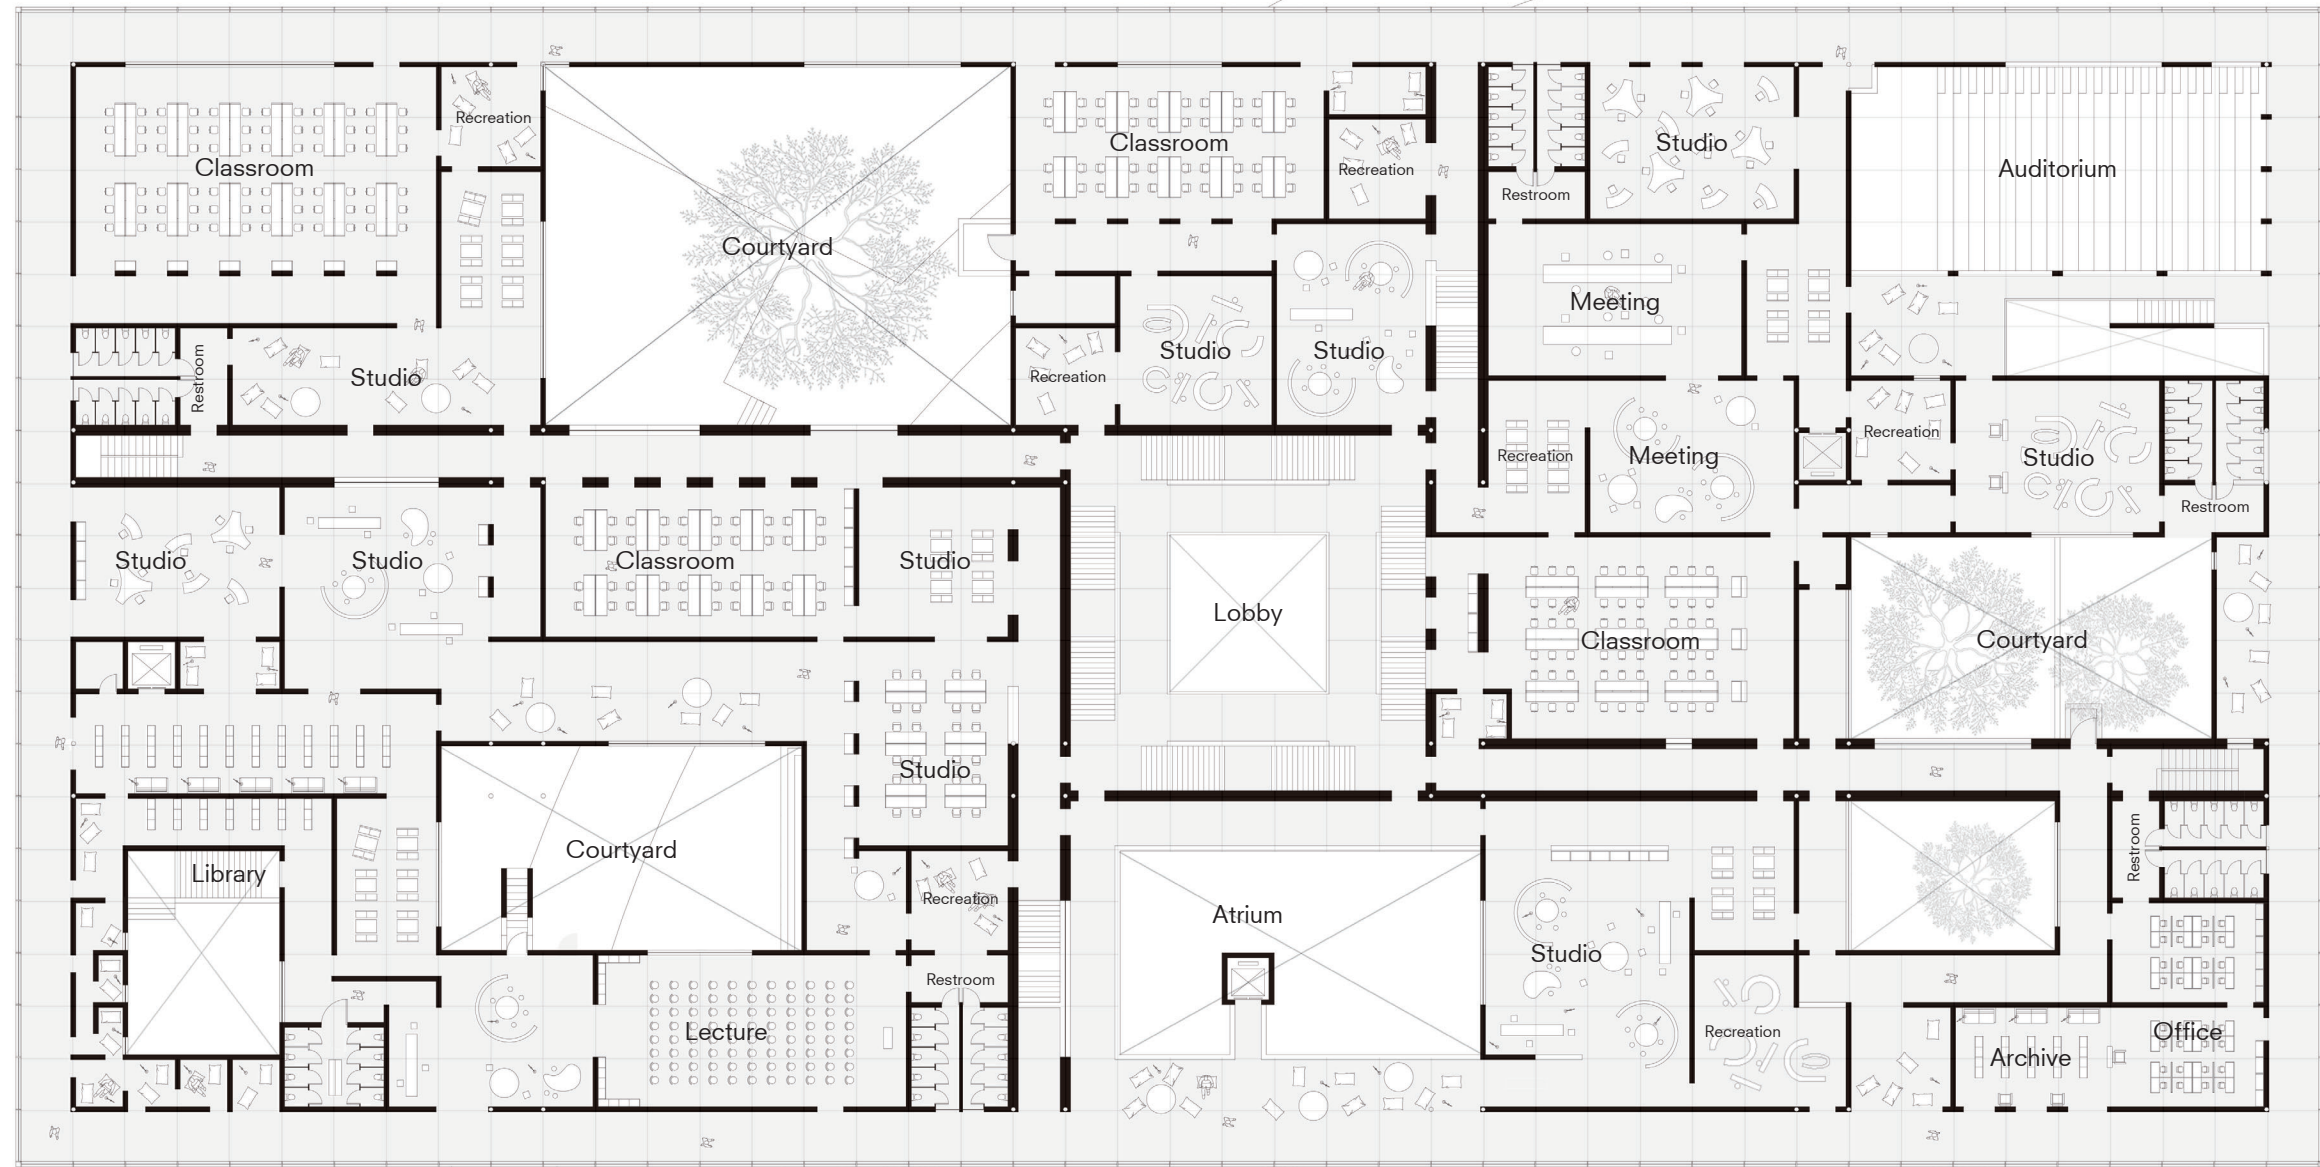 Recreation
Classroom
Classroom
Studio
Auditorium
Recreation
Restroom
Courtyard
Meeting
Studio
Studio
Restroom
Studio
Recreation
Recreation
Meeting
Recreation
Studio
Restroom
Studio
Studio
Classroom
Studio
Lobby
Classroom
Courtyard
Studio
Courtyard
Library
Restroom
Recreation
Atrium
Studio
Restroom
Lecture
Recreation
Office
Archive